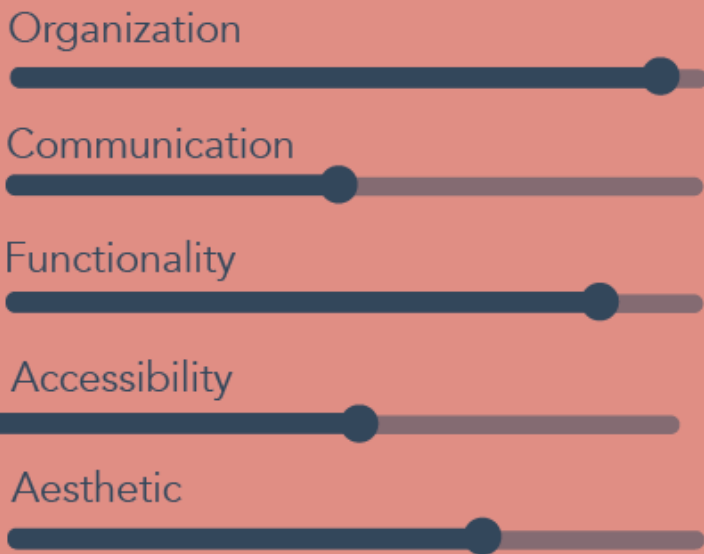 Organization
Communication
Functionality
Accessibility
Aesthetic